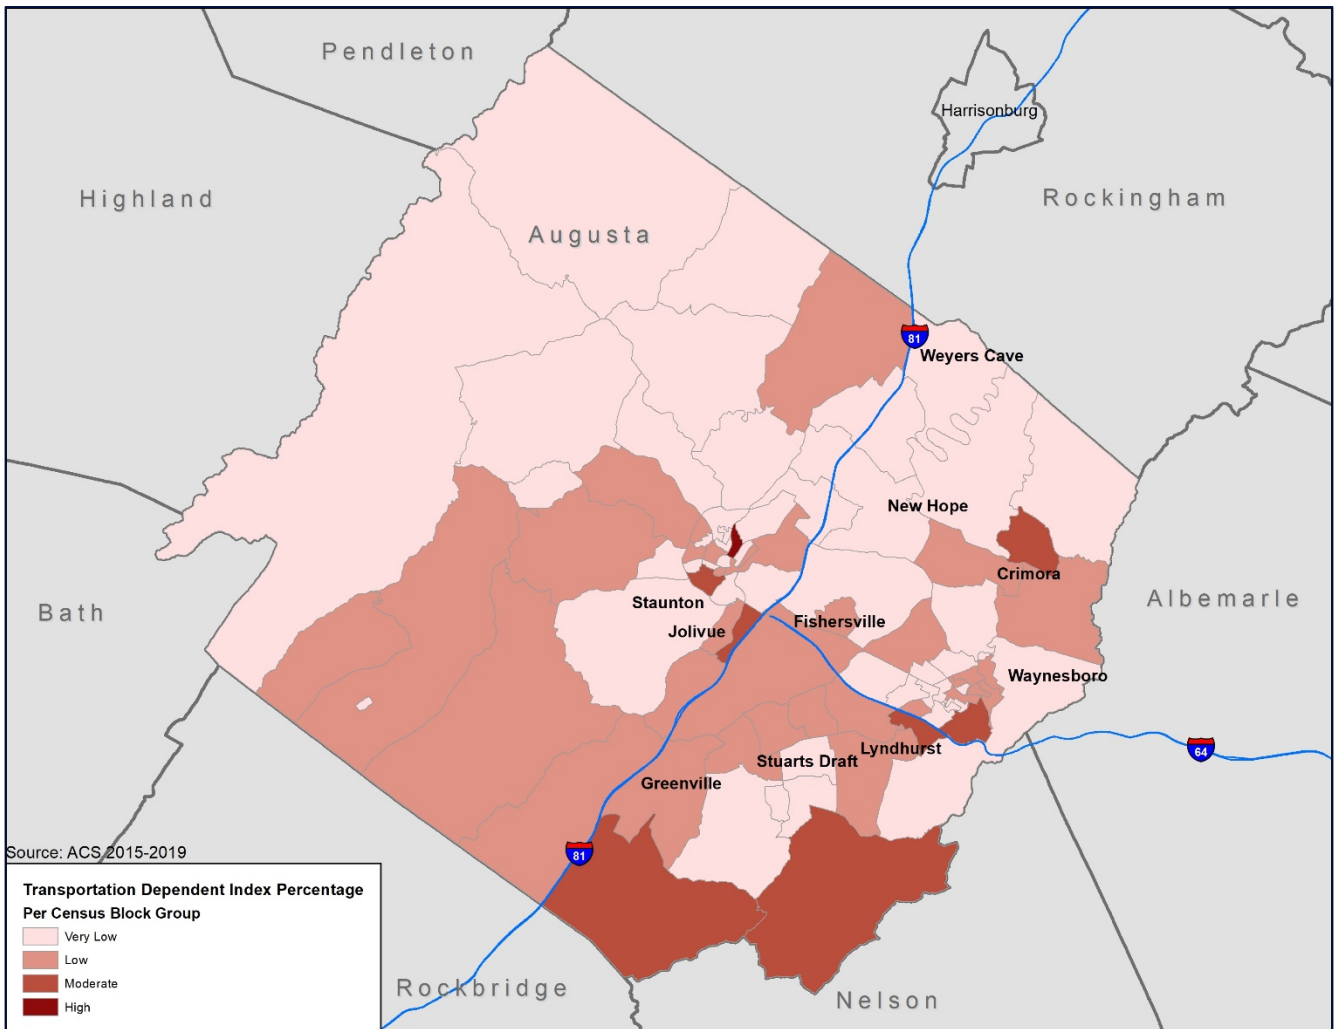 Pendleton
Harrisonburg
Highland
Rockingham
Augusta
81
Weyers Cave
New Hope
Crimora
Bath
Albemarle
Staunton
Fishersville
Jolivue
Waynesboro
Lyndhurst
64
Stuarts Draft
Greenville
81
Source: ACS 2015-2019
Transportation Dependent Index Percentage
Per Census Block Group
Very Low
Low
Moderate
High
Rockbridge
Nelson